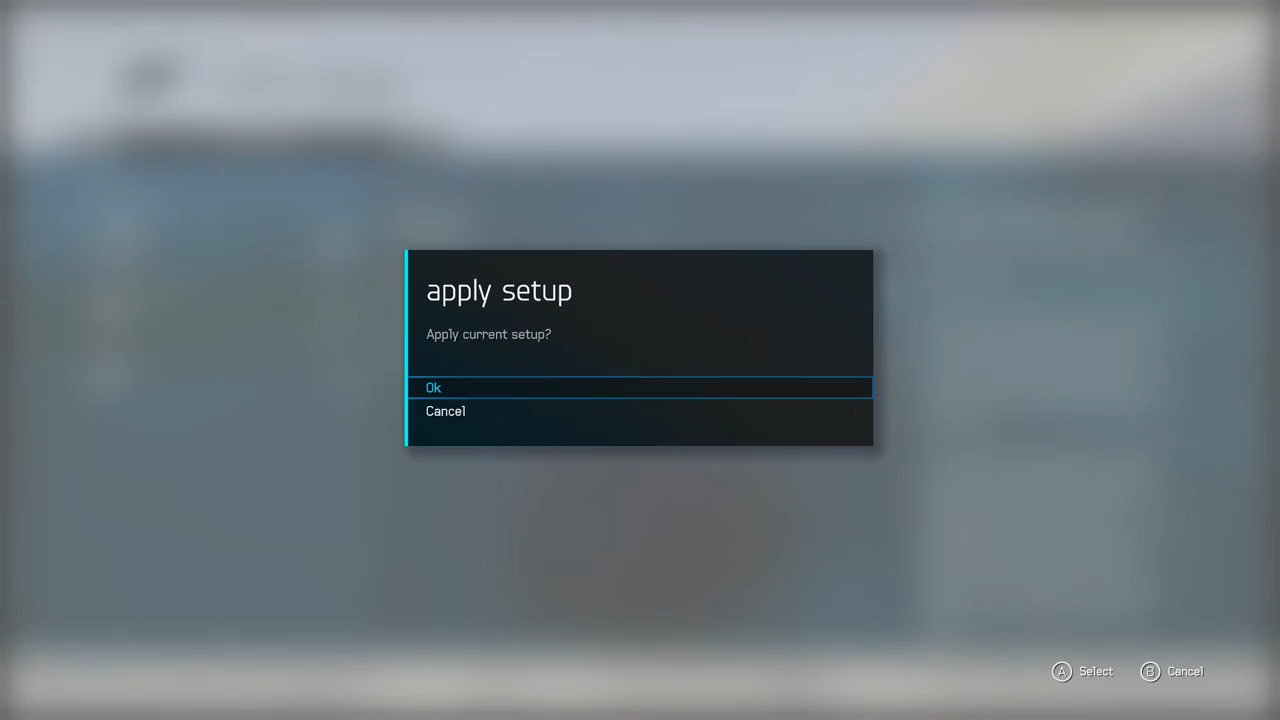 apply setup
Apply current setup?
Ok
Cancel
A Select B Cancel